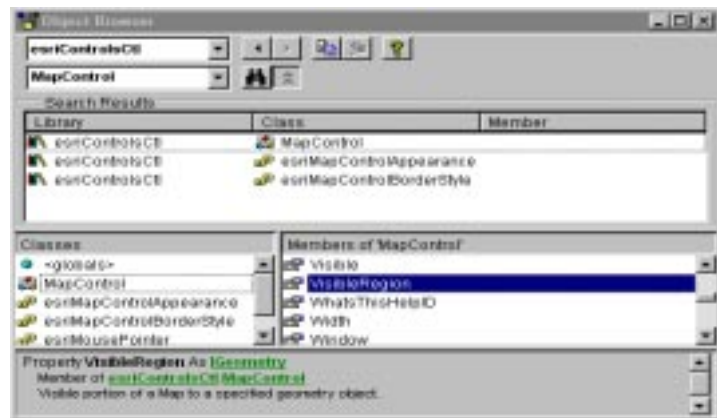 Object Browser
esriControlsCtl
MapControl
Search Results
Library Class Member
esriControlsCtl MapControl
esriControlsCtl esriMapControlAppearance
esriControlsCtl esriMapControlBorderStyle
Classes
<globals>
MapControl
esriMapControlAppearance
esriMapControlBorderStyle
esriMousePointer
Members of 'MapControl'
Visible
VisibleRegion
WhatsThisHelpID
Width
Window
Property VisibleRegion As IGeometry
Member of esriControlsCtl.MapControl
Visible portion of a Map to a specified geometry object.